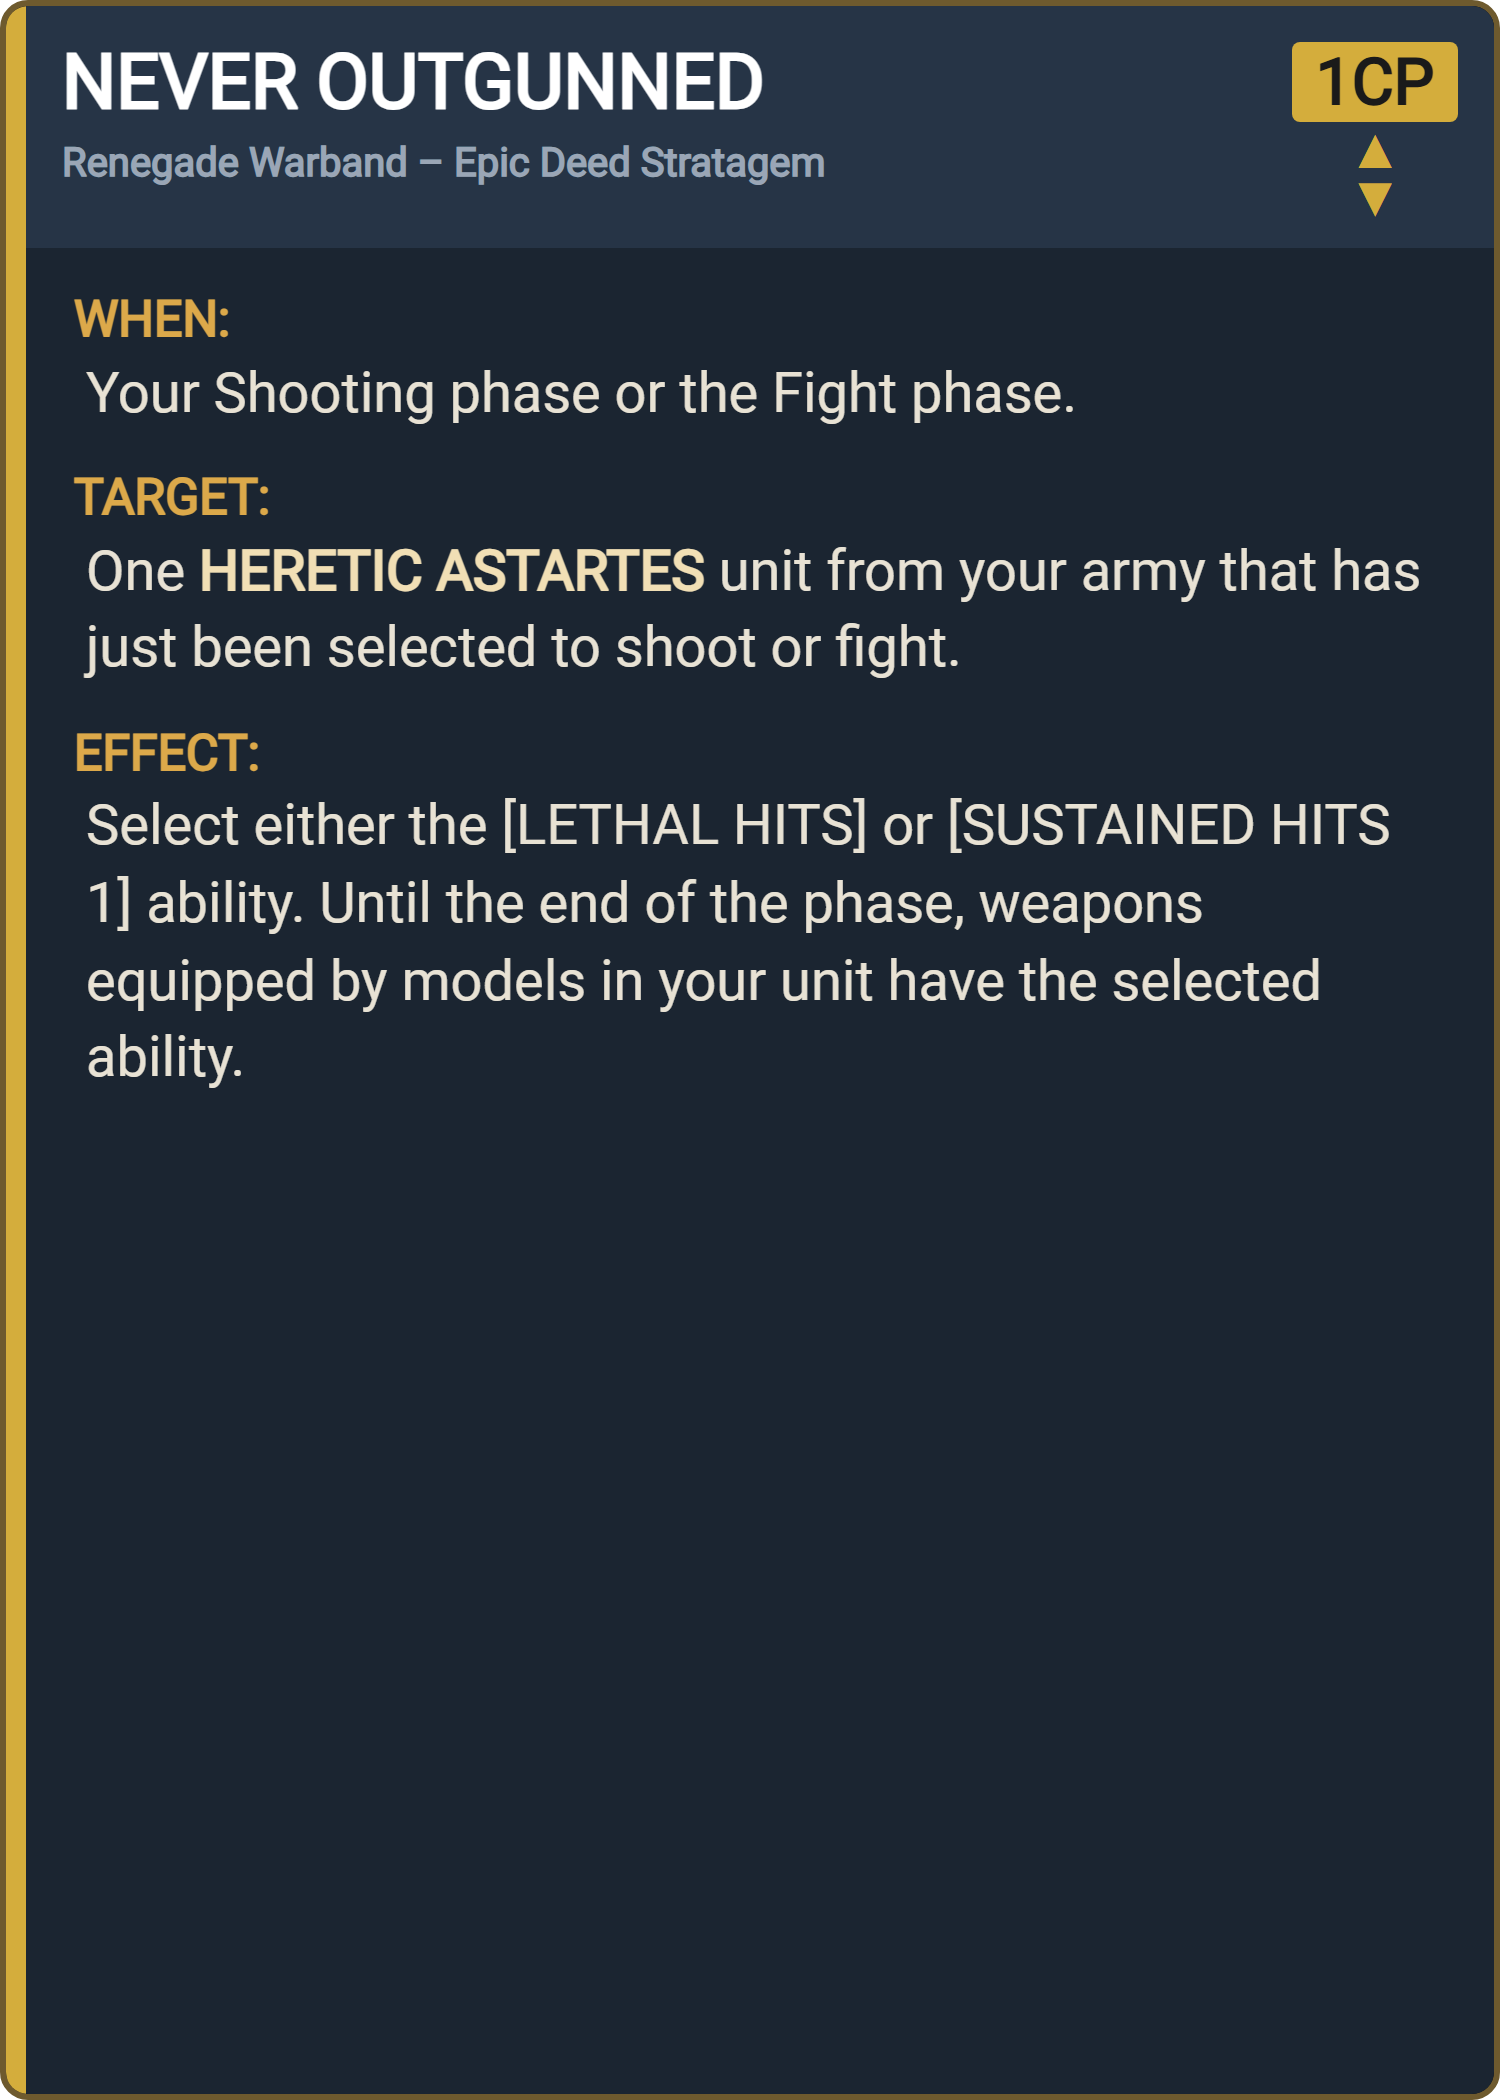 NEVER OUTGUNNED
1CP
Renegade Warband – Epic Deed Stratagem
▲
▼
WHEN:
Your Shooting phase or the Fight phase.
TARGET:
One HERETIC ASTARTES unit from your army that has
just been selected to shoot or fight.
EFFECT:
Select either the [LETHAL HITS] or [SUSTAINED HITS
1] ability. Until the end of the phase, weapons
equipped by models in your unit have the selected
ability.